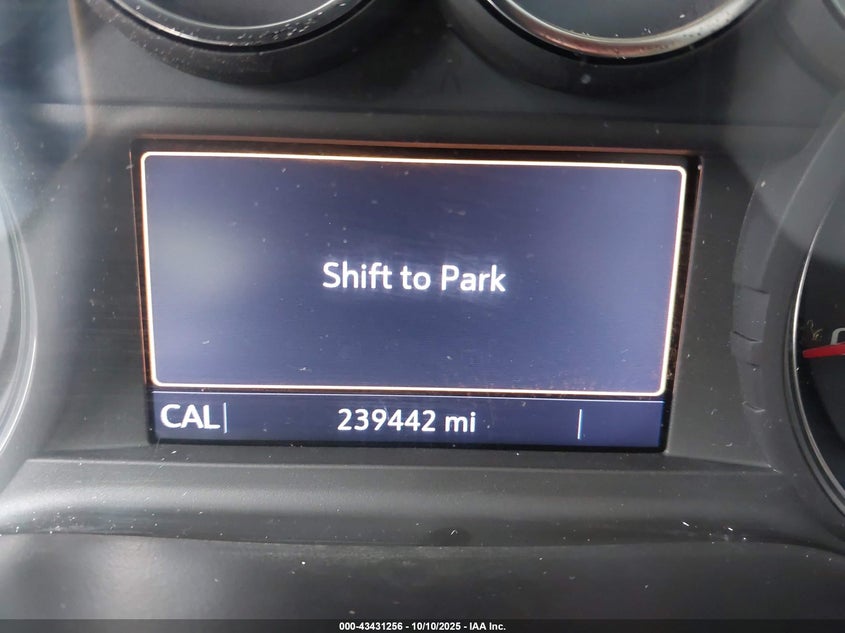 Shift to Park
CAL 239442 mi
000-43431256 - 10/10/2025 - IAA Inc.